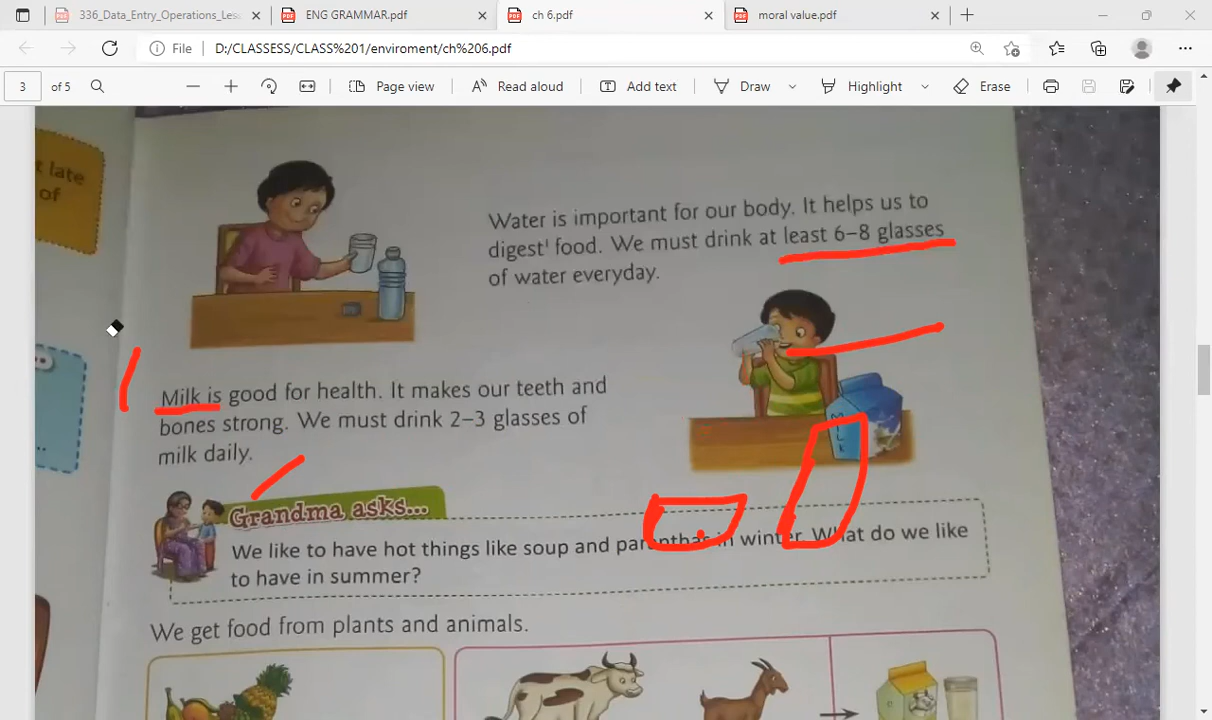 336_Data_Entry_Operations_Les
ENG GRAMMAR.pdf
ch 6.pdf
moral value.pdf
File
D:/CLASSESS/CLASS%201/enviroment/ch%206.pdf
3
of 5
Page view
Read aloud
Add text
Draw
Highlight
Erase
t late
of
Water is important for our body. It helps us to
digest¹ food. We must drink at least 6–8 glasses
of water everyday.
Milk is good for health. It makes our teeth and
bones strong. We must drink 2–3 glasses of
milk daily.
MILK
Grandma asks...
We like to have hot things like soup and paranthas in winter. What do we like
to have in summer?
We get food from plants and animals.